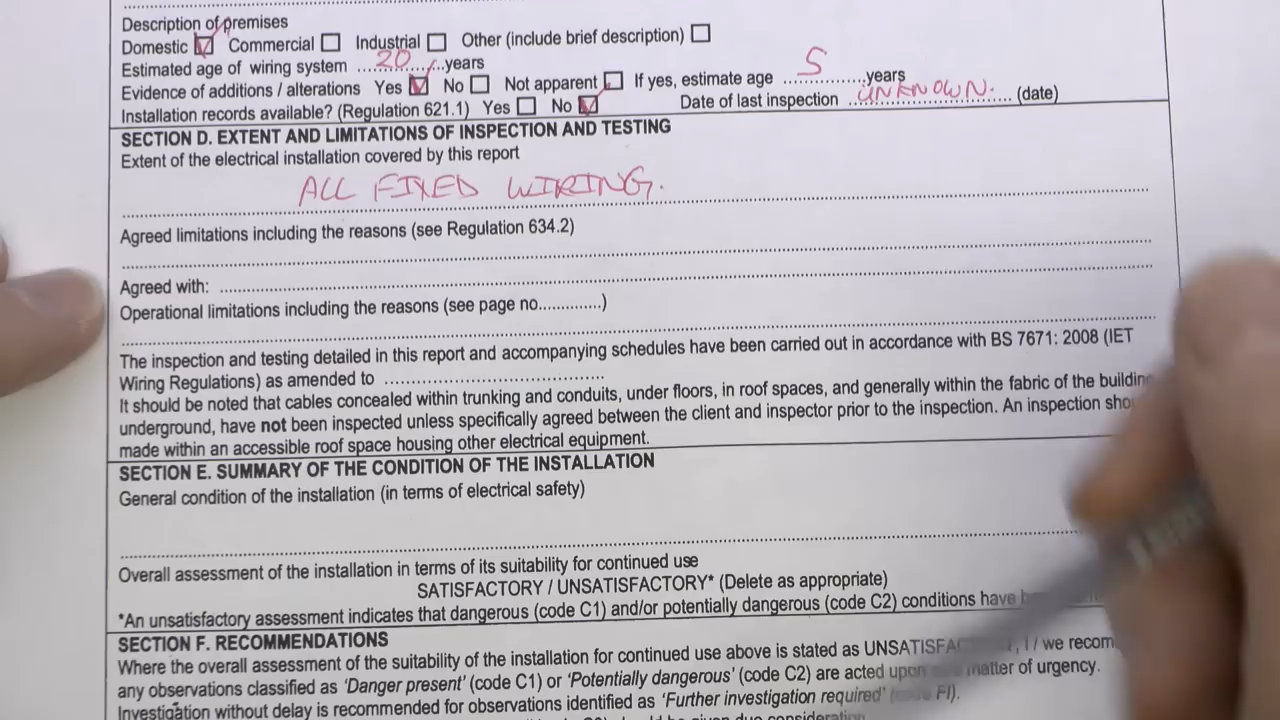 Description of premises
Domestic Commercial Industrial Other (include brief description)
Estimated age of wiring system 20 years
Evidence of additions / alterations Yes No Not apparent If yes, estimate age 5 years
Installation records available? (Regulation 621.1) Yes No Date of last inspection UNKNOWN. (date)
SECTION D. EXTENT AND LIMITATIONS OF INSPECTION AND TESTING
Extent of the electrical installation covered by this report
ALL FIXED WIRING.
Agreed limitations including the reasons (see Regulation 634.2)
Agreed with:
Operational limitations including the reasons (see page no............)
The inspection and testing detailed in this report and accompanying schedules have been carried out in accordance with BS 7671: 2008 (IET
Wiring Regulations) as amended to
It should be noted that cables concealed within trunking and conduits, under floors, in roof spaces, and generally within the fabric of the building
underground, have not been inspected unless specifically agreed between the client and inspector prior to the inspection. An inspection
made within an accessible roof space housing other electrical equipment.
SECTION E. SUMMARY OF THE CONDITION OF THE INSTALLATION
General condition of the installation (in terms of electrical safety)
Overall assessment of the installation in terms of its suitability for continued use
SATISFACTORY / UNSATISFACTORY* (Delete as appropriate)
*An unsatisfactory assessment indicates that dangerous (code C1) and/or potentially dangerous (code C2) conditions have
SECTION F. RECOMMENDATIONS
Where the overall assessment of the suitability of the installation for continued use above is stated as I / we
any observations classified as 'Danger present' (code C1) or 'Potentially dangerous' (code C2) are acted upon matter of urgency.
Investigation without delay is recommended for observations identified as 'Further investigation required' FI).
due consideration